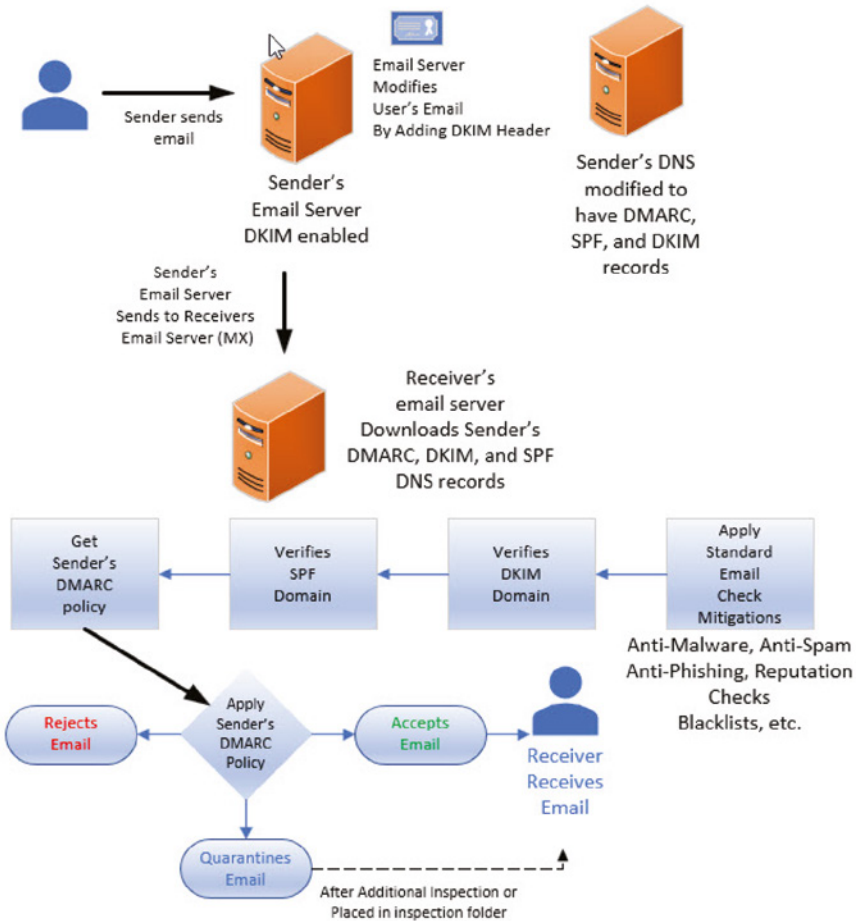 Sender sends
email
Email Server
Modifies
User's Email
By Adding DKIM Header
Sender's
Email Server
DKIM enabled
Sender's DNS
modified to
have DMARC,
SPF, and DKIM
records
Sender's
Email Server
Sends to Receivers
Email Server (MX)
Receiver's
email server
Downloads Sender's
DMARC, DKIM, and SPF
DNS records
Get
Sender's
DMARC
policy
Verifies
SPF
Domain
Verifies
DKIM
Domain
Apply
Standard
Email
Check
Mitigations
Anti-Malware, Anti-Spam
Anti-Phishing, Reputation
Checks
Blacklists, etc.
Rejects
Email
Apply
Sender's
DMARC
Policy
Accepts
Email
Receiver
Receives
Email
Quarantines
Email
After Additional Inspection or
Placed in inspection folder